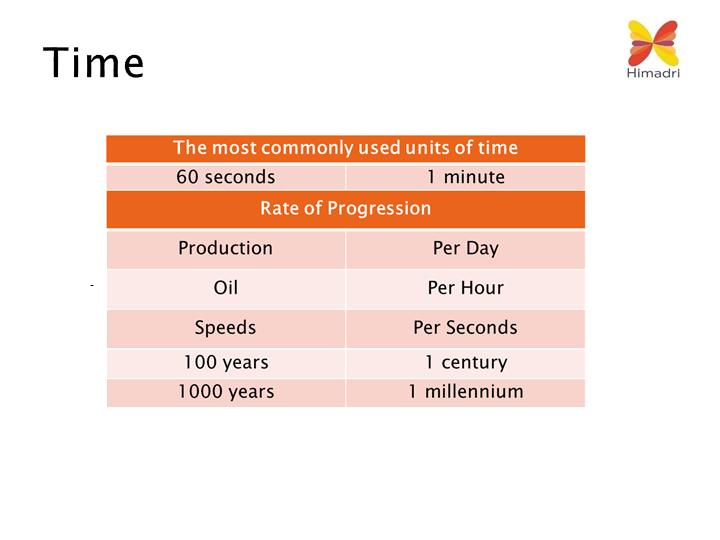 Time
Himadri
The most commonly used units of time
60 seconds 1 minute
Rate of Progression
Production Per Day
- Oil Per Hour
Speeds Per Seconds
100 years 1 century
1000 years 1 millennium